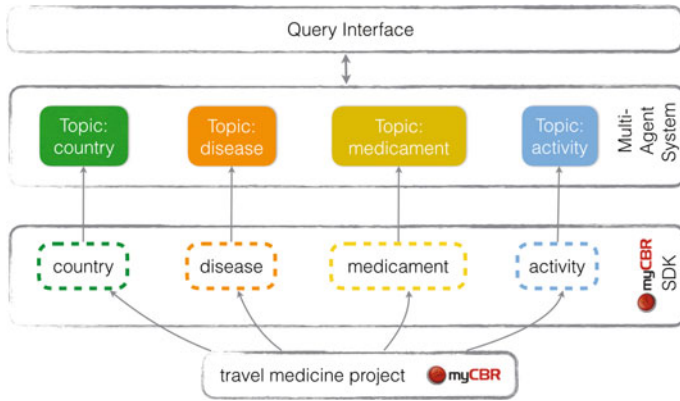 Query Interface
Topic:
country
Topic:
disease
Topic:
medicament
Topic:
activity
Multi-
Agent
System
country
disease
medicament
activity
myCBR
SDK
travel medicine project myCBR